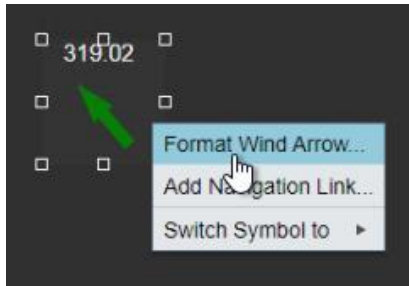 319.02
Format Wind Arrow...
Add Navigation Link...
Switch Symbol to